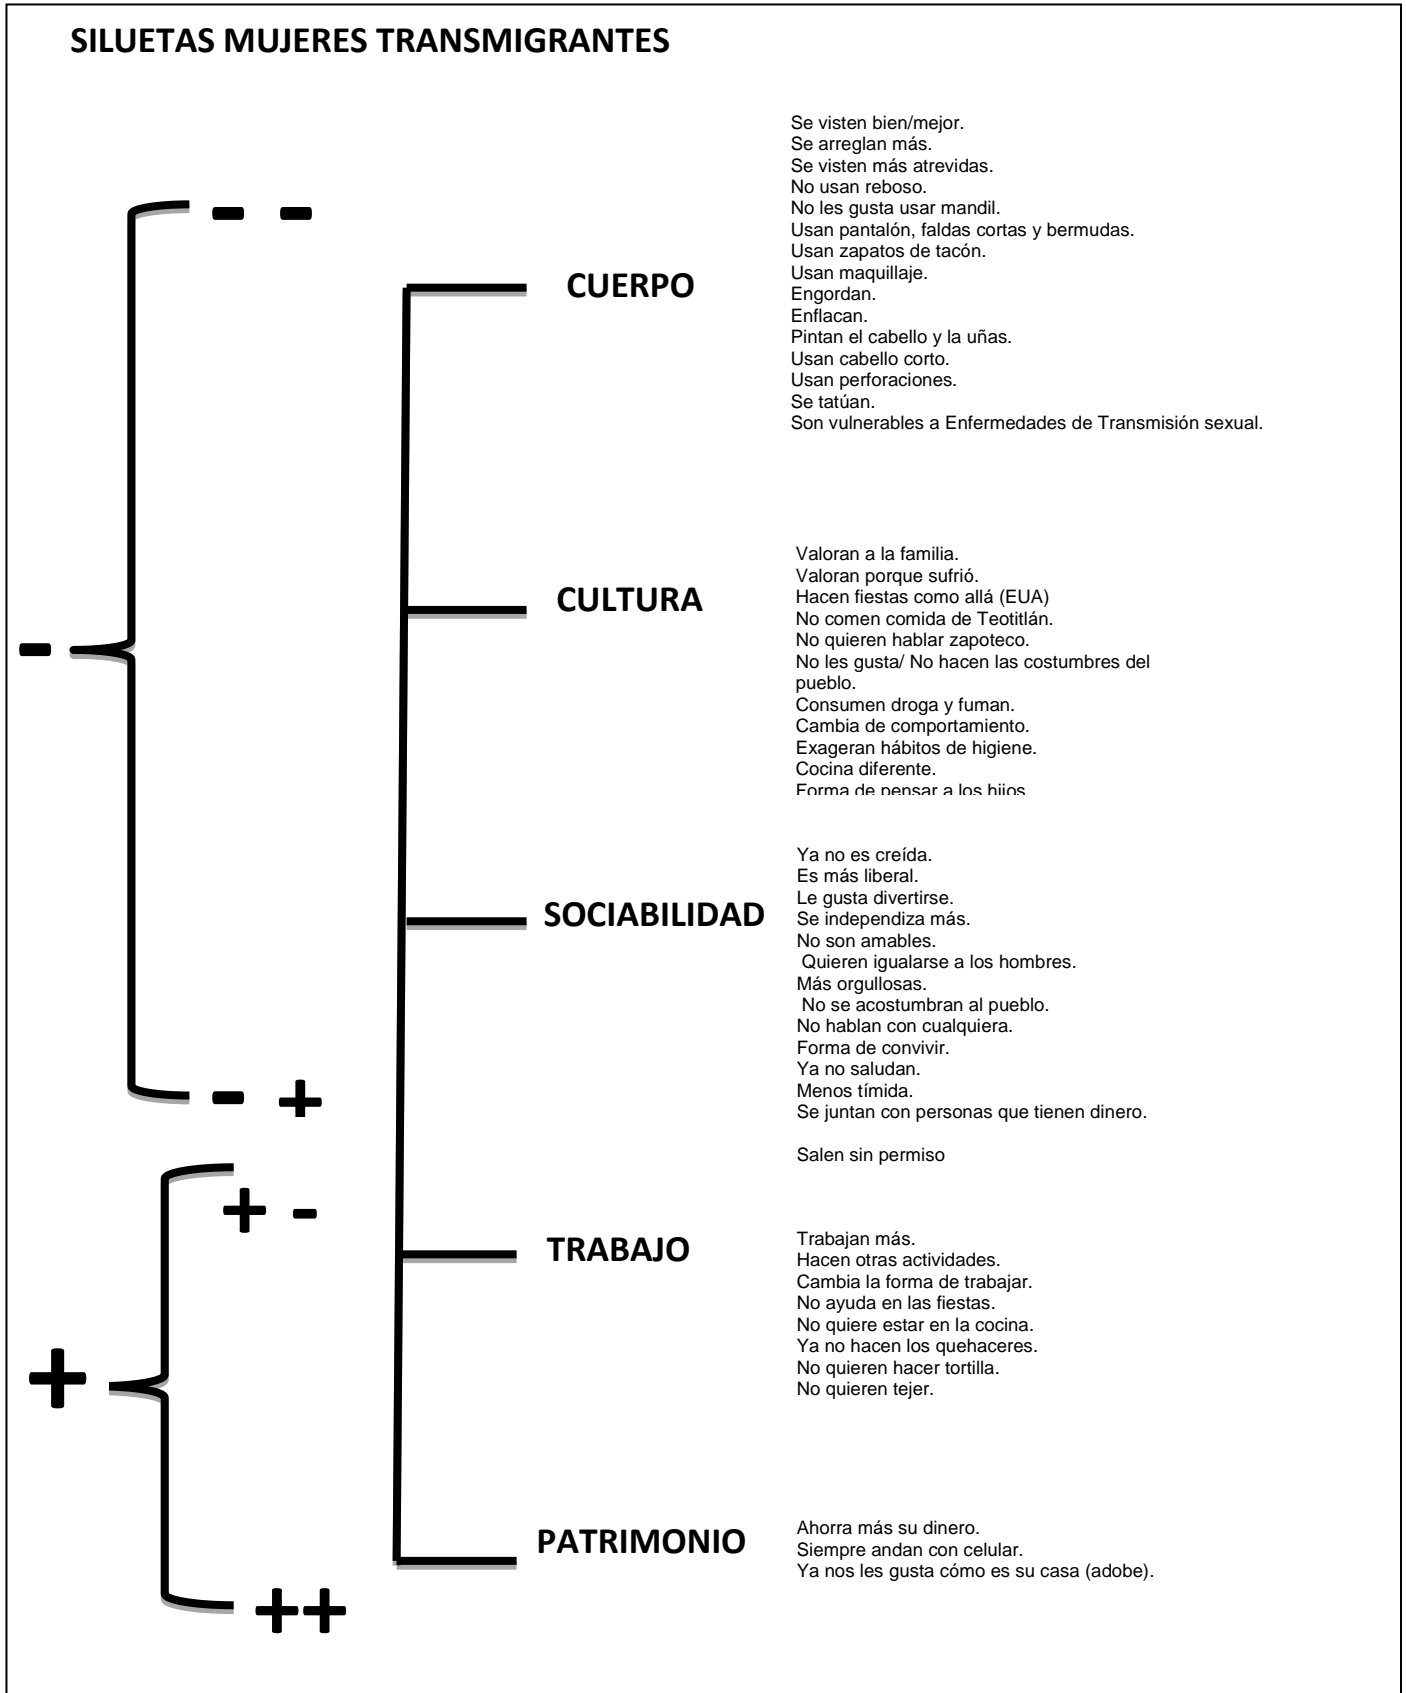 SILUETAS MUJERES TRANSMIGRANTES
- -
-
- +
+ -
+
++
CUERPO
Se visten bien/mejor.
Se arreglan más.
Se visten más atrevidas.
No usan reboso.
No les gusta usar mandil.
Usan pantalón, faldas cortas y bermudas.
Usan zapatos de tacón.
Usan maquillaje.
Engordan.
Enflacan.
Pintan el cabello y la uñas.
Usan cabello corto.
Usan perforaciones.
Se tatúan.
Son vulnerables a Enfermedades de Transmisión sexual.
CULTURA
Valoran a la familia.
Valoran porque sufrió.
Hacen fiestas como allá (EUA)
No comen comida de Teotitlán.
No quieren hablar zapoteco.
No les gusta/ No hacen las costumbres del
pueblo.
Consumen droga y fuman.
Cambia de comportamiento.
Exageran hábitos de higiene.
Cocina diferente.
Forma de pensar a los hijos
SOCIABILIDAD
Ya no es creída.
Es más liberal.
Le gusta divertirse.
Se independiza más.
No son amables.
Quieren igualarse a los hombres.
Más orgullosas.
No se acostumbran al pueblo.
No hablan con cualquiera.
Forma de convivir.
Ya no saludan.
Menos tímida.
Se juntan con personas que tienen dinero.
Salen sin permiso
TRABAJO
Trabajan más.
Hacen otras actividades.
Cambia la forma de trabajar.
No ayuda en las fiestas.
No quiere estar en la cocina.
Ya no hacen los quehaceres.
No quieren hacer tortilla.
No quieren tejer.
PATRIMONIO
Ahorra más su dinero.
Siempre andan con celular.
Ya nos les gusta cómo es su casa (adobe).